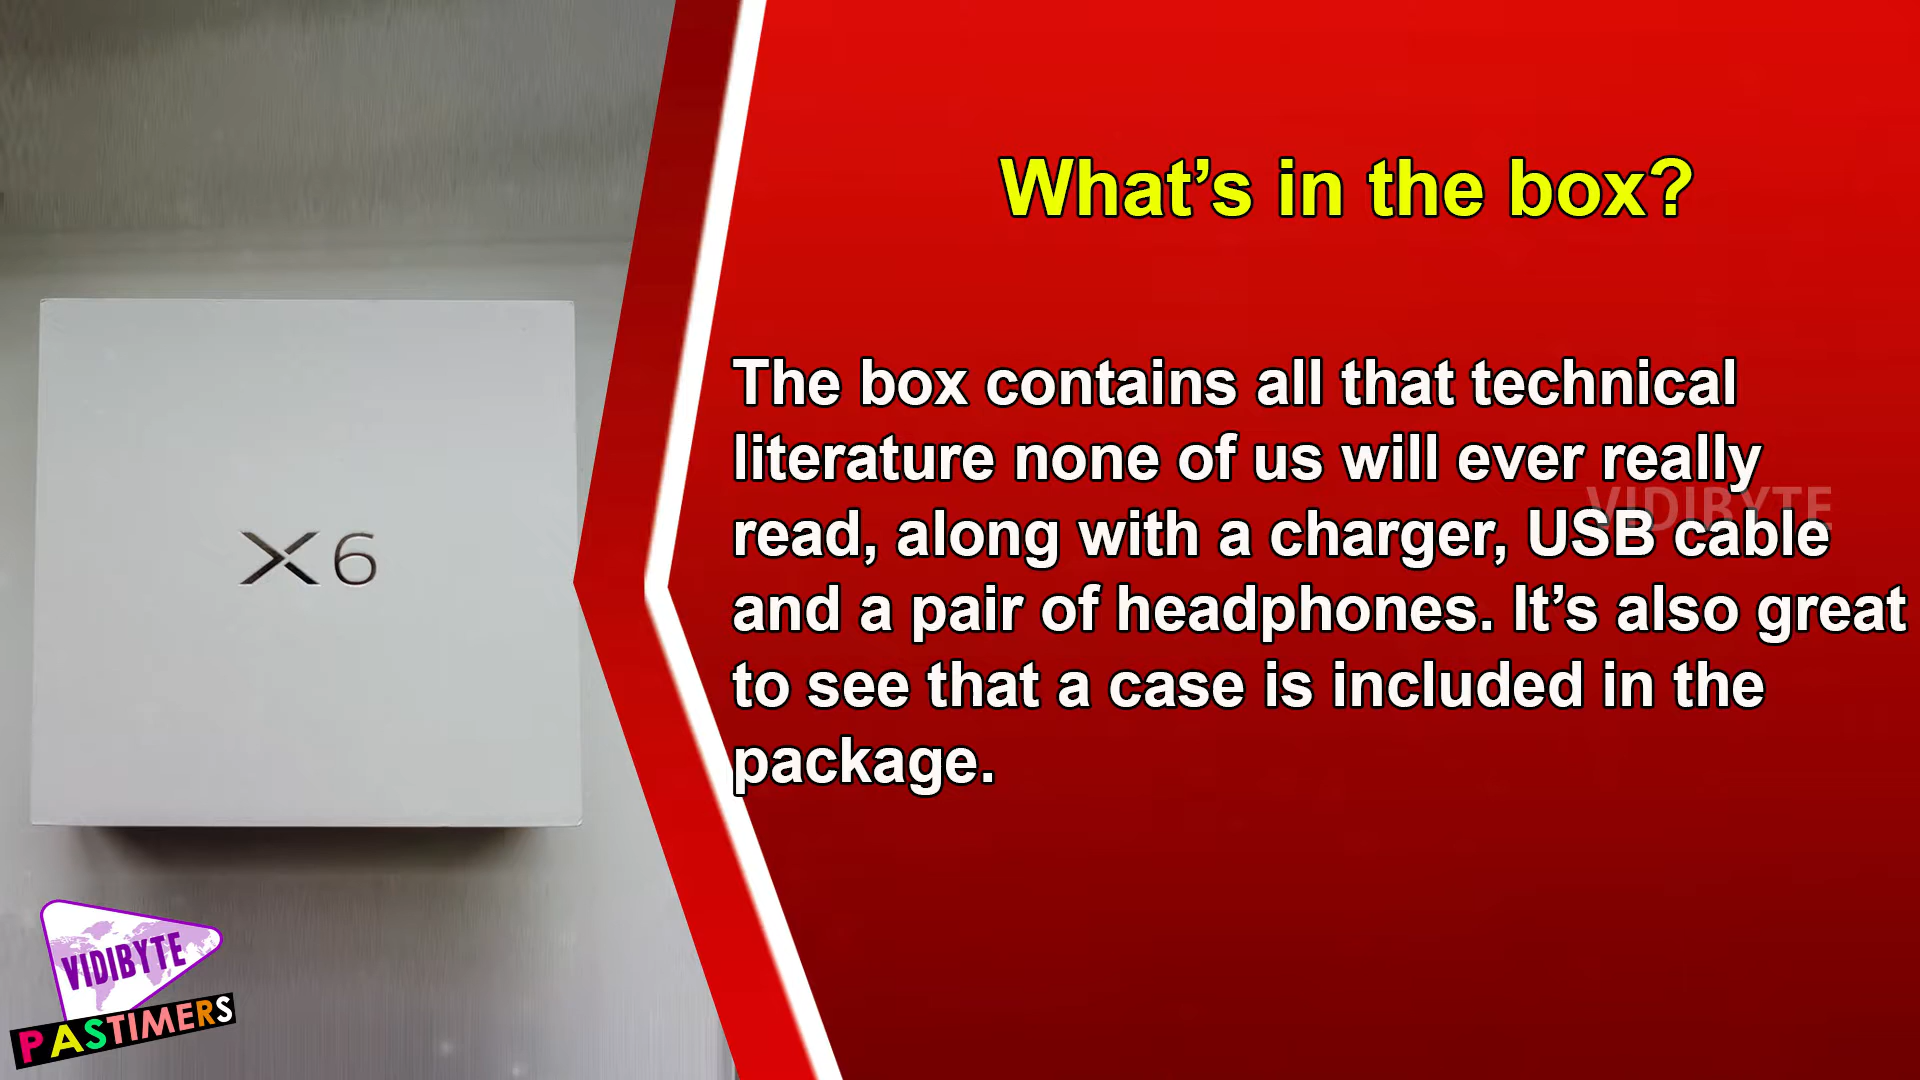 What's in the box?
The box contains all that technical
literature none of us will ever really
read, along with a charger, USB cable
and a pair of headphones. It's also great
to see that a case is included in the
package.
VIDIBYTE
X6
VIDIBYTE
PASTIMERS